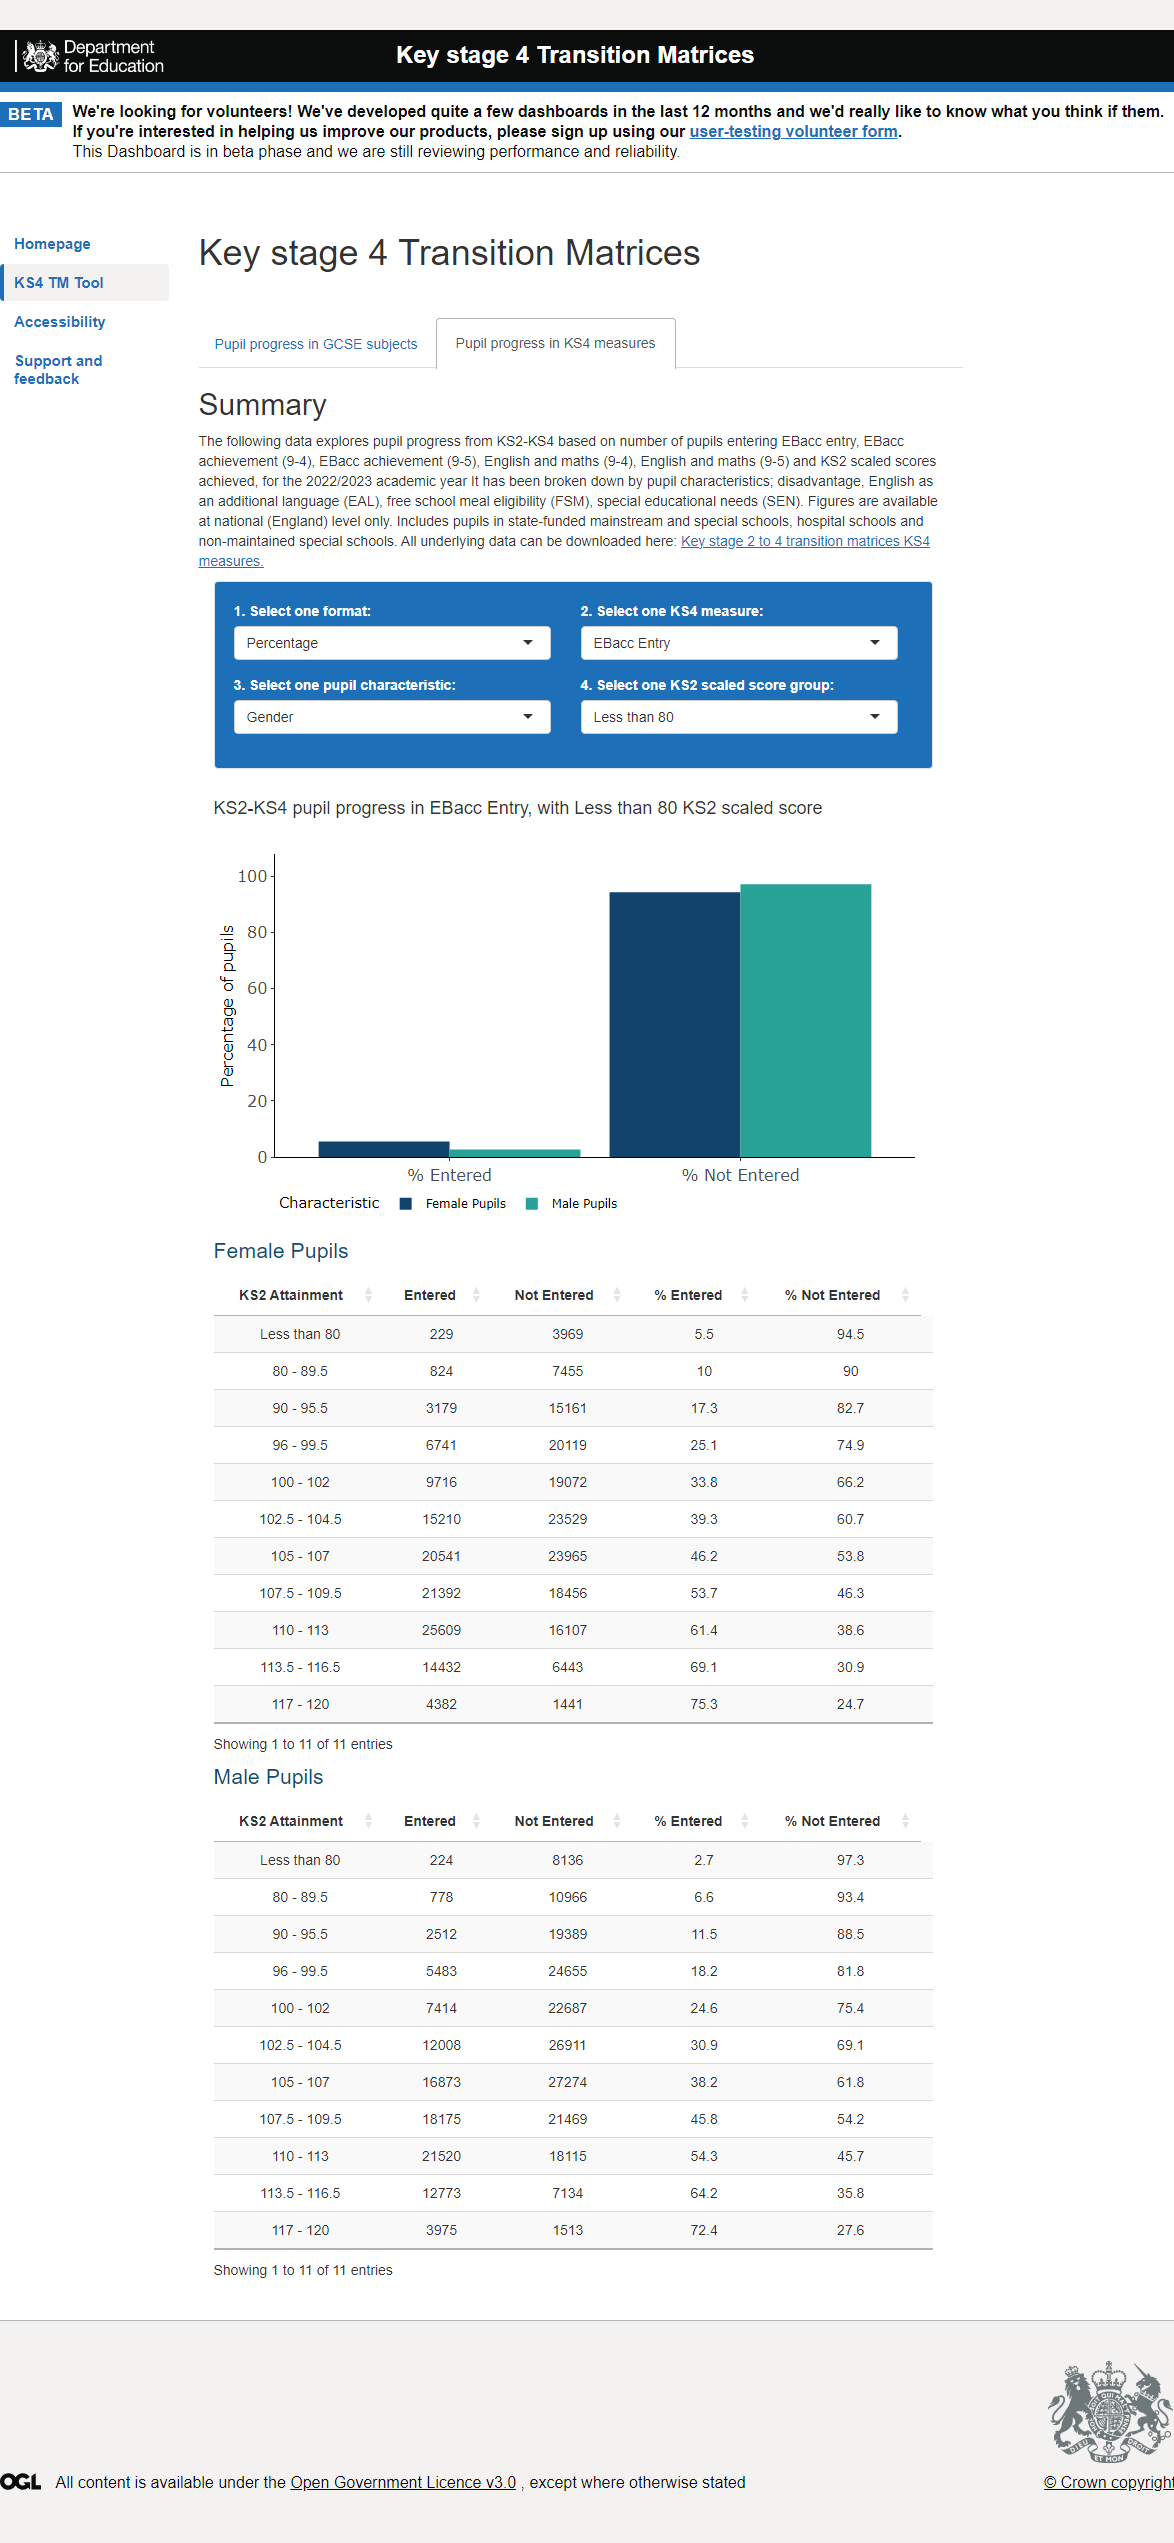 Department
for Education
Key stage 4 Transition Matrices
BETA
We're looking for volunteers! We've developed quite a few dashboards in the last 12 months and we'd really like to know what you think if them.
If you're interested in helping us improve our products, please sign up using our user-testing volunteer form.
This Dashboard is in beta phase and we are still reviewing performance and reliability.
Homepage
KS4 TM Tool
Accessibility
Support and
feedback
Key stage 4 Transition Matrices
Pupil progress in GCSE subjects
Pupil progress in KS4 measures
Summary
The following data explores pupil progress from KS2-KS4 based on number of pupils entering EBacc entry, EBacc
achievement (9-4), EBacc achievement (9-5), English and maths (9-4), English and maths (9-5) and KS2 scaled scores
achieved, for the 2022/2023 academic year It has been broken down by pupil characteristics; disadvantage, English as
an additional language (EAL), free school meal eligibility (FSM), special educational needs (SEN). Figures are available
at national (England) level only. Includes pupils in state-funded mainstream and special schools, hospital schools and
non-maintained special schools. All underlying data can be downloaded here: Key stage 2 to 4 transition matrices KS4
measures.
1. Select one format:
Percentage
2. Select one KS4 measure:
EBacc Entry
3. Select one pupil characteristic:
Gender
4. Select one KS2 scaled score group:
Less than 80
KS2-KS4 pupil progress in EBacc Entry, with Less than 80 KS2 scaled score
Percentage of pupils
100
80
60
40
20
0
% Entered
% Not Entered
Characteristic Female Pupils Male Pupils
Female Pupils
KS2 Attainment Entered Not Entered % Entered % Not Entered
Less than 80 229 3969 5.5 94.5
80 - 89.5 824 7455 10 90
90 - 95.5 3179 15161 17.3 82.7
96 - 99.5 6741 20119 25.1 74.9
100 - 102 9716 19072 33.8 66.2
102.5 - 104.5 15210 23529 39.3 60.7
105 - 107 20541 23965 46.2 53.8
107.5 - 109.5 21392 18456 53.7 46.3
110 - 113 25609 16107 61.4 38.6
113.5 - 116.5 14432 6443 69.1 30.9
117 - 120 4382 1441 75.3 24.7
Showing 1 to 11 of 11 entries
Male Pupils
KS2 Attainment Entered Not Entered % Entered % Not Entered
Less than 80 224 8136 2.7 97.3
80 - 89.5 778 10966 6.6 93.4
90 - 95.5 2512 19389 11.5 88.5
96 - 99.5 5483 24655 18.2 81.8
100 - 102 7414 22687 24.6 75.4
102.5 - 104.5 12008 26911 30.9 69.1
105 - 107 16873 27274 38.2 61.8
107.5 - 109.5 18175 21469 45.8 54.2
110 - 113 21520 18115 54.3 45.7
113.5 - 116.5 12773 7134 64.2 35.8
117 - 120 3975 1513 72.4 27.6
Showing 1 to 11 of 11 entries
DIEU ET MON DROIT
OGL
All content is available under the Open Government Licence v3.0 , except where otherwise stated
© Crown copyright